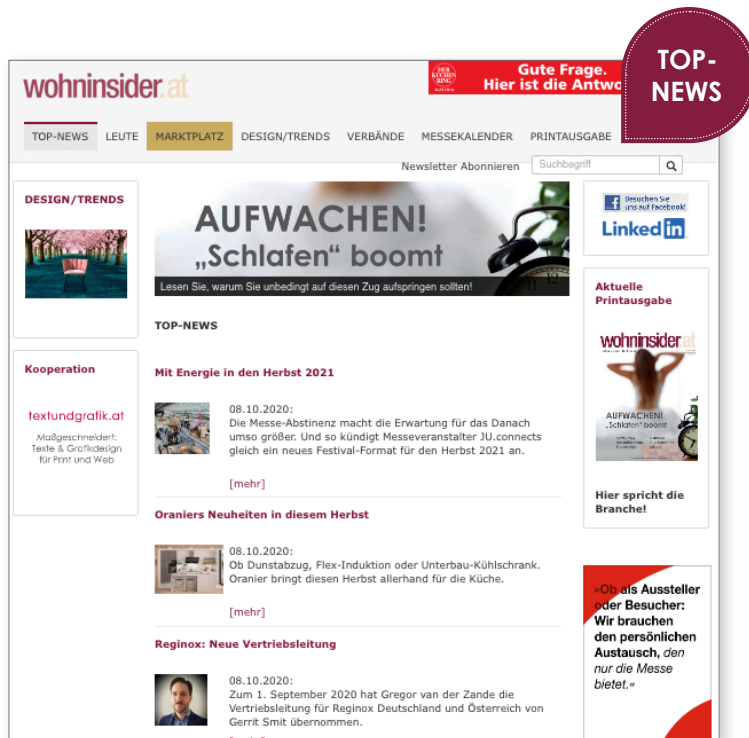 TOP-
NEWS
wohninsider.at
DER
KÜCHEN
RING
AUSTRIA
Gute Frage.
Hier ist die Antwo
TOP-NEWS LEUTE MARKTPLATZ DESIGN/TRENDS VERBÄNDE MESSEKALENDER PRINTAUSGABE
Newsletter Abonnieren Suchbegriff
DESIGN/TRENDS
Kooperation
textundgrafik.at
Maßgeschneidert:
Texte & Grafikdesign
für Print und Web
AUFWACHEN!
„Schlafen“ boomt
Lesen Sie, warum Sie unbedingt auf diesen Zug aufspringen sollten!
11 12
TOP-NEWS
Mit Energie in den Herbst 2021
08.10.2020:
Die Messe-Abstinenz macht die Erwartung für das Danach
umso größer. Und so kündigt Messeveranstalter JU.connects
gleich ein neues Festival-Format für den Herbst 2021 an.
[mehr]
Oraniers Neuheiten in diesem Herbst
08.10.2020:
Ob Dunstabzug, Flex-Induktion oder Unterbau-Kühlschrank.
Oranier bringt diesen Herbst allerhand für die Küche.
[mehr]
Reginox: Neue Vertriebsleitung
08.10.2020:
Zum 1. September 2020 hat Gregor van der Zande die
Vertriebsleitung für Reginox Deutschland und Österreich von
Gerrit Smit übernommen.
Besuchen Sie
uns auf Facebook!
LinkedIn
Aktuelle
Printausgabe
wohninsider.at
AUFWACHEN!
„Schlafen“ boomt
Hier spricht die
Branche!
»Ob als Aussteller
oder Besucher:
Wir brauchen
den persönlichen
Austausch, den
nur die Messe
bietet.«